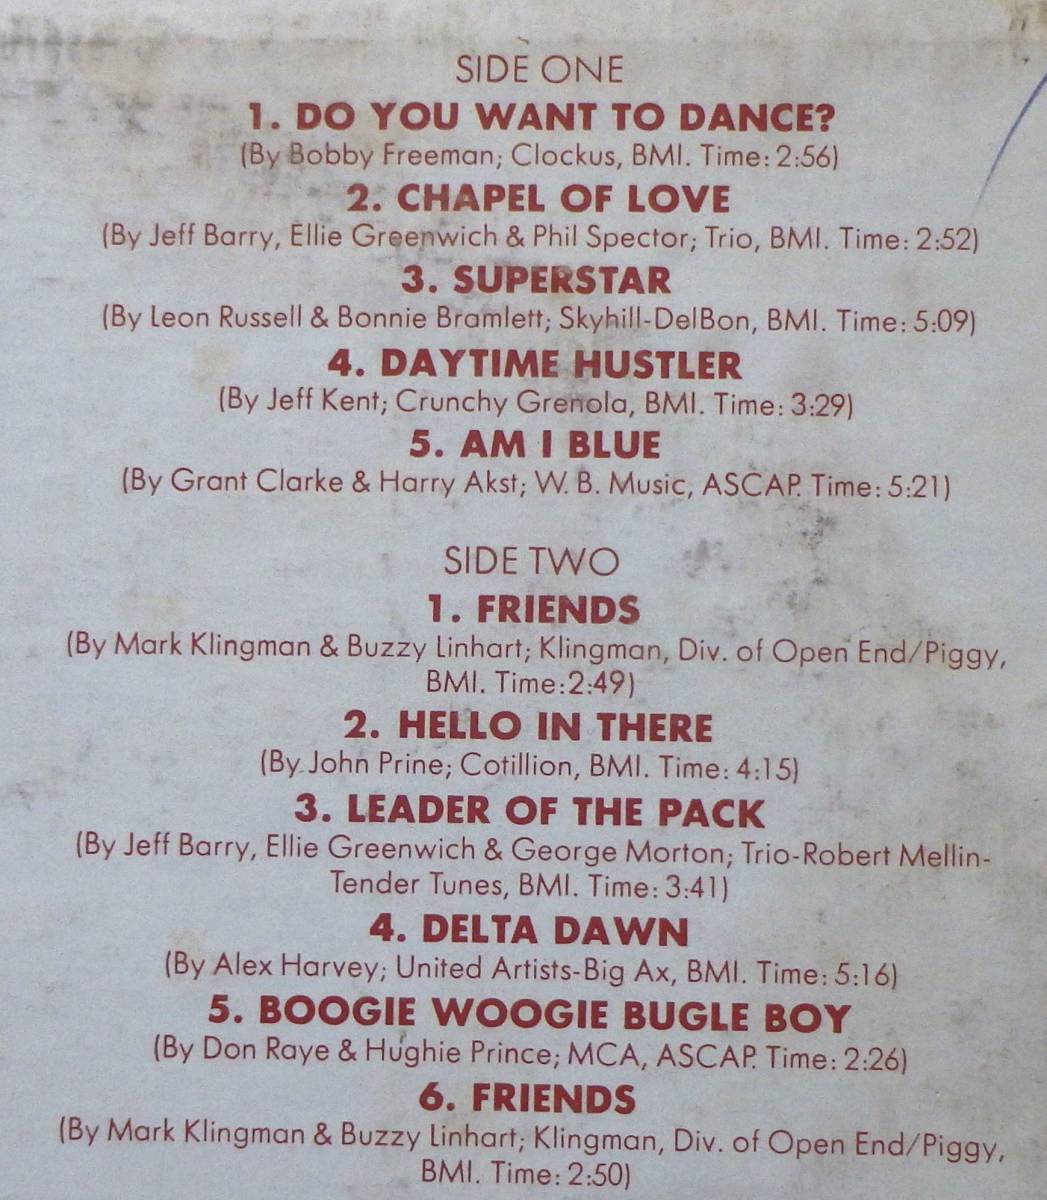 SIDE ONE
1. DO YOU WANT TO DANCE?
(By Bobby Freeman; Clockus, BMI. Time: 2:56)
2. CHAPEL OF LOVE
(By Jeff Barry, Ellie Greenwich & Phil Spector; Trio, BMI. Time: 2:52)
3. SUPERSTAR
(By Leon Russell & Bonnie Bramlett; Skyhill-DelBon, BMI. Time: 5:09)
4. DAYTIME HUSTLER
(By Jeff Kent; Crunchy Grenola, BMI. Time: 3:29)
5. AM I BLUE
(By Grant Clarke & Harry Akst; W. B. Music, ASCAP. Time: 5:21)
SIDE TWO
1. FRIENDS
(By Mark Klingman & Buzzy Linhart; Klingman, Div. of Open End/Piggy,
BMI. Time:2:49)
2. HELLO IN THERE
(By John Prine; Cotillion, BMI. Time: 4:15)
3. LEADER OF THE PACK
(By Jeff Barry, Ellie Greenwich & George Morton; Trio-Robert Mellin-
Tender Tunes, BMI. Time: 3:41)
4. DELTA DAWN
(By Alex Harvey; United Artists-Big Ax, BMI. Time: 5:16)
5. BOOGIE WOOGIE BUGLE BOY
(By Don Raye & Hughie Prince; MCA, ASCAP. Time: 2:26)
6. FRIENDS
(By Mark Klingman & Buzzy Linhart; Klingman, Div. of Open End/Piggy,
BMI. Time: 2:50)